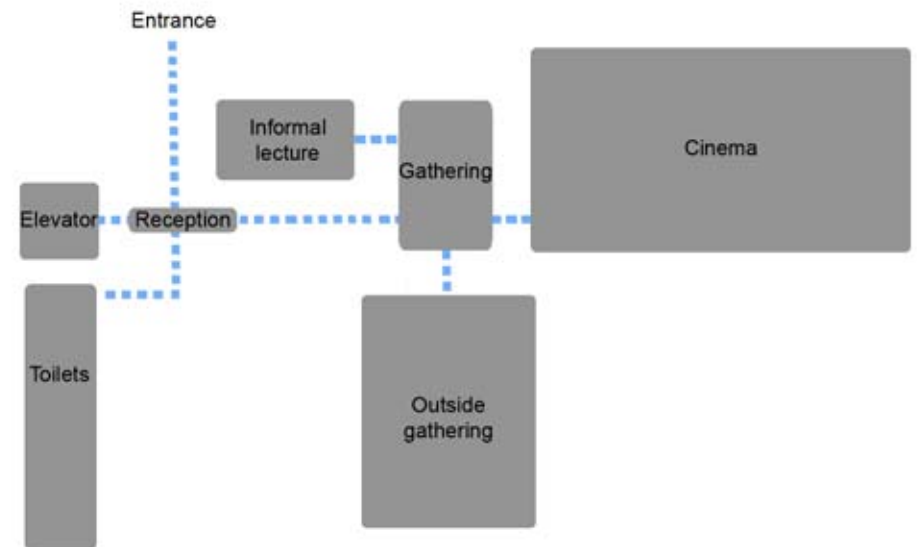 Entrance
Informal
lecture
Gathering
Cinema
Elevator
Reception
Toilets
Outside
gathering